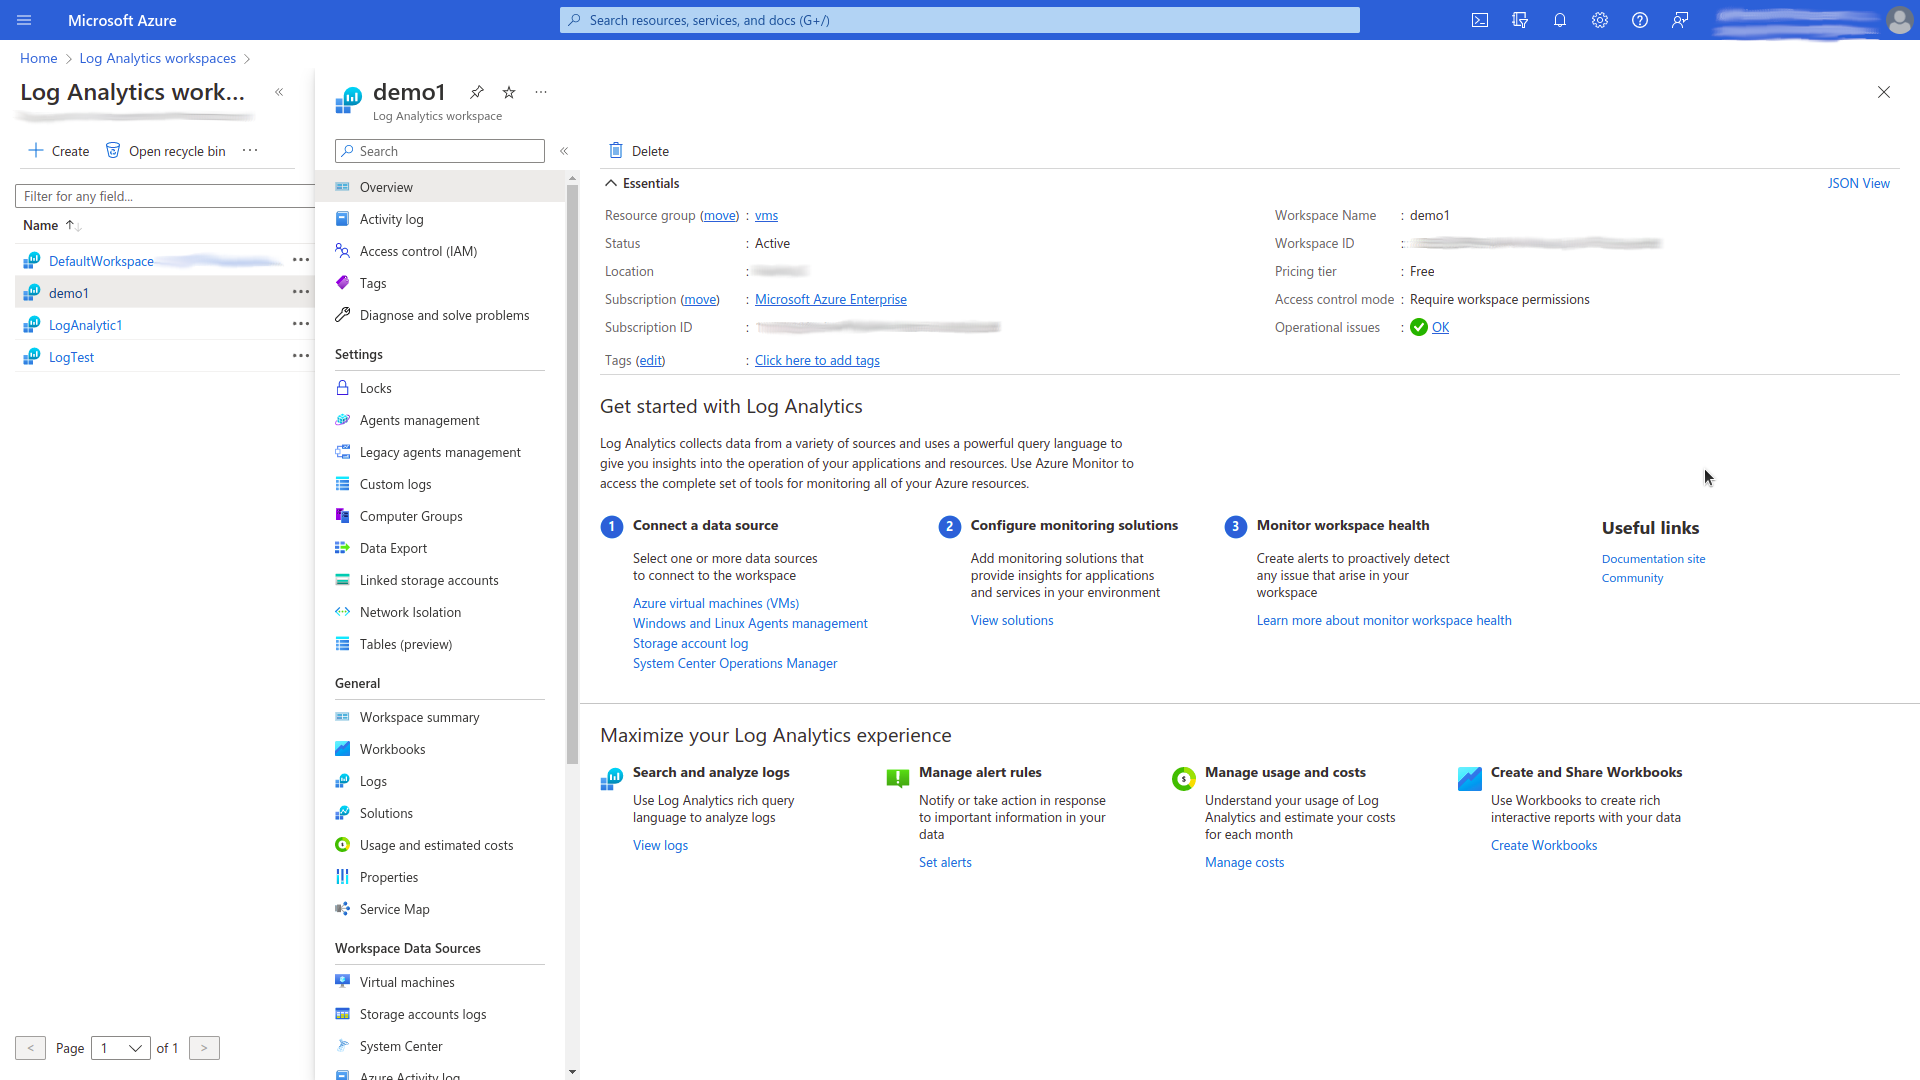 Microsoft Azure
Search resources, services, and docs (G+/)
Home
Log Analytics workspaces
Log Analytics work...
«
Create
Open recycle bin
Filter for any field...
Name
DefaultWorkspace
demo1
LogAnalytic1
LogTest
< Page 1 of 1 >
demo1
Log Analytics workspace
Search
«
Overview
Activity log
Access control (IAM)
Tags
Diagnose and solve problems
Settings
Locks
Agents management
Legacy agents management
Custom logs
Computer Groups
Data Export
Linked storage accounts
Network Isolation
Tables (preview)
General
Workspace summary
Workbooks
Logs
Solutions
Usage and estimated costs
Properties
Service Map
Workspace Data Sources
Virtual machines
Storage accounts logs
System Center
Azure Activity log
Delete
Essentials
JSON View
Resource group (move) : vms
Status : Active
Location :
Subscription (move) : Microsoft Azure Enterprise
Subscription ID :
Tags (edit) : Click here to add tags
Workspace Name : demo1
Workspace ID :
Pricing tier : Free
Access control mode : Require workspace permissions
Operational issues : OK
Get started with Log Analytics
Log Analytics collects data from a variety of sources and uses a powerful query language to
give you insights into the operation of your applications and resources. Use Azure Monitor to
access the complete set of tools for monitoring all of your Azure resources.
1 Connect a data source
Select one or more data sources
to connect to the workspace
Azure virtual machines (VMs)
Windows and Linux Agents management
Storage account log
System Center Operations Manager
2 Configure monitoring solutions
Add monitoring solutions that
provide insights for applications
and services in your environment
View solutions
3 Monitor workspace health
Create alerts to proactively detect
any issue that arise in your
workspace
Learn more about monitor workspace health
Useful links
Documentation site
Community
Maximize your Log Analytics experience
Search and analyze logs
Use Log Analytics rich query
language to analyze logs
View logs
Manage alert rules
Notify or take action in response
to important information in your
data
Set alerts
Manage usage and costs
Understand your usage of Log
Analytics and estimate your costs
for each month
Manage costs
Create and Share Workbooks
Use Workbooks to create rich
interactive reports with your data
Create Workbooks